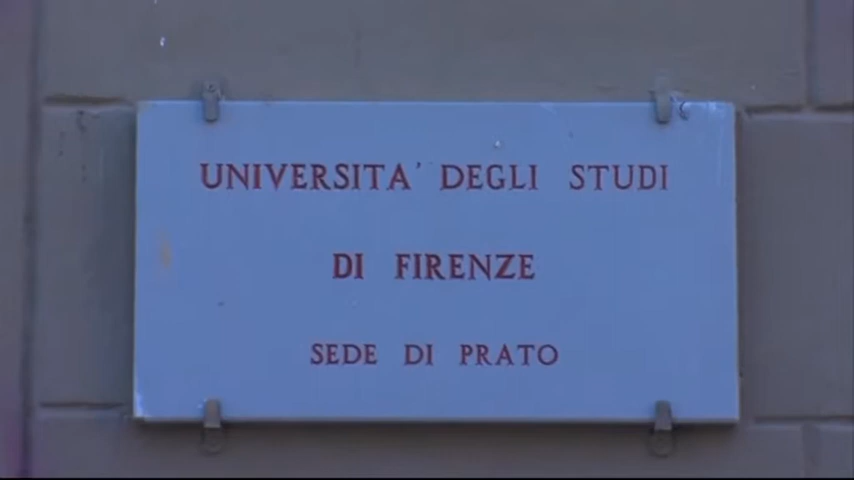 UNIVERSITA' DEGLI STUDI
DI FIRENZE
SEDE DI PRATO